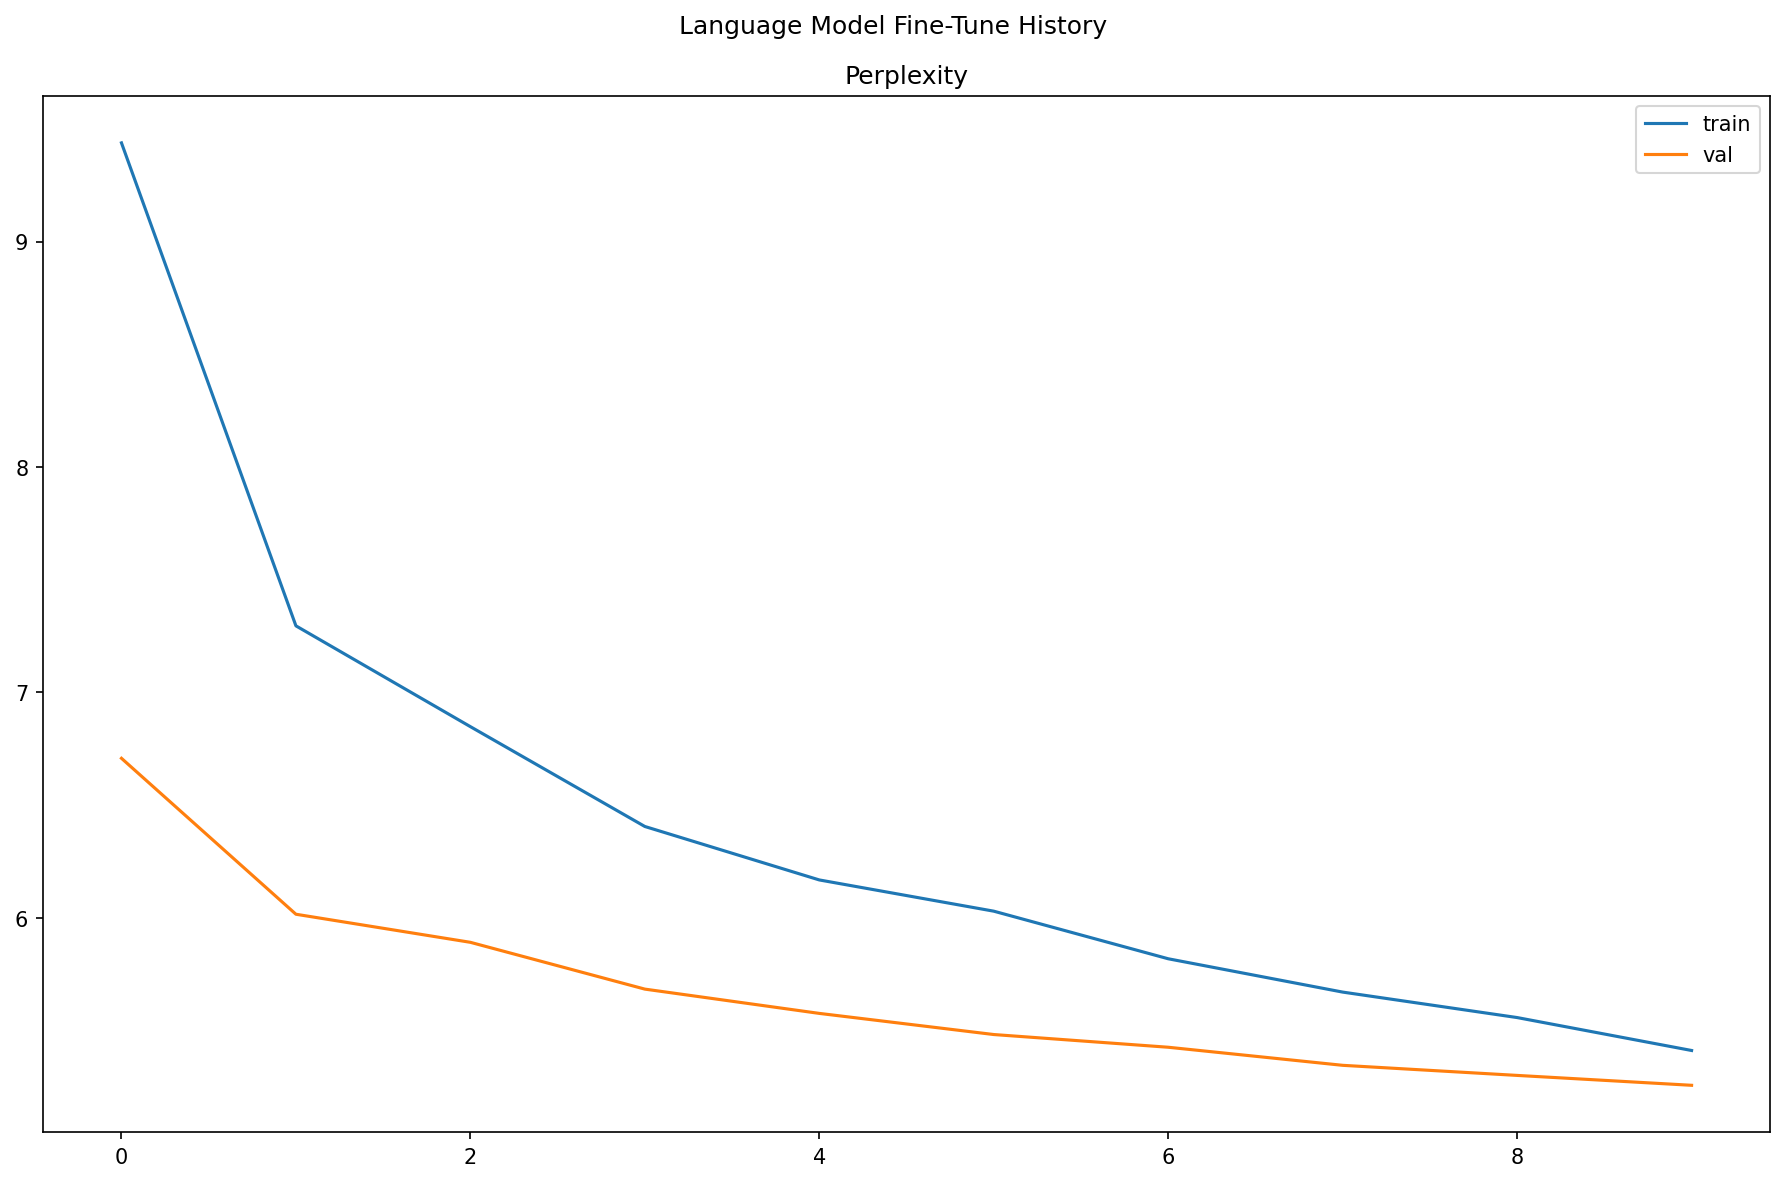 Language Model Fine-Tune History
Perplexity
train
val
9
8
7
6
0 2 4 6 8